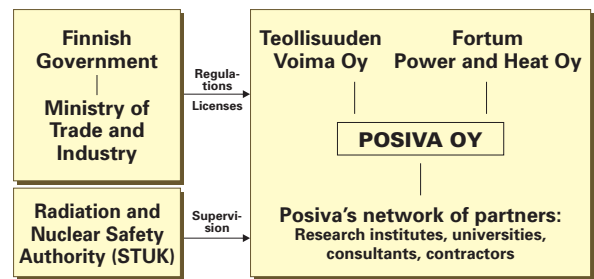 Finnish
Government
Ministry of
Trade and
Industry
Regula-
tions
Licenses
Radiation and
Nuclear Safety
Authority (STUK)
Supervi-
sion
Teollisuuden
Voima Oy
Fortum
Power and Heat Oy
POSIVA OY
Posiva's network of partners:
Research institutes, universities,
consultants, contractors